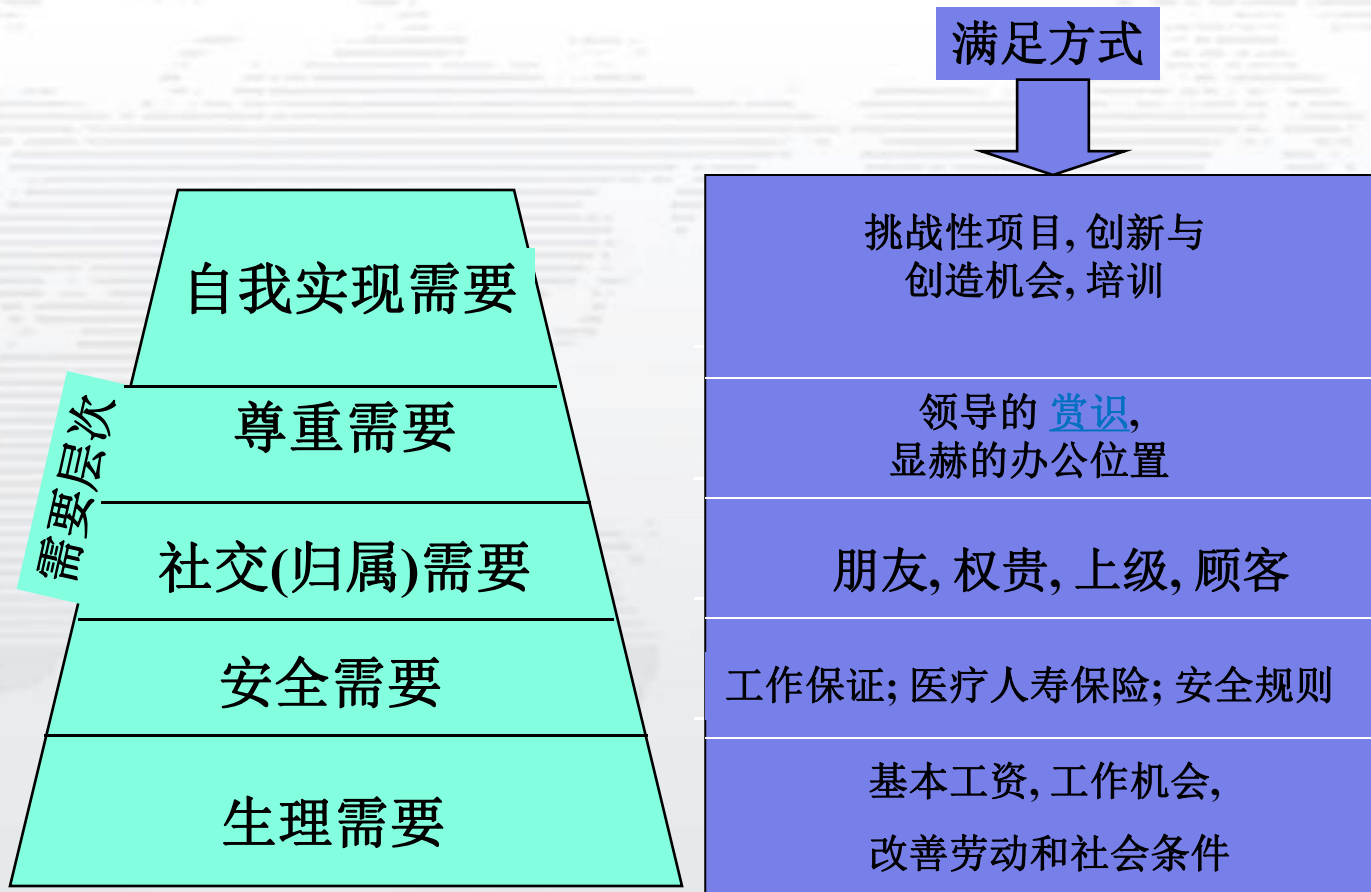 满足方式
自我实现需要
挑战性项目, 创新与
创造机会, 培训
需要层次
尊重需要
领导的 赏识,
显赫的办公位置
社交(归属)需要
朋友, 权贵, 上级, 顾客
安全需要
工作保证; 医疗人寿保险; 安全规则
生理需要
基本工资, 工作机会,
改善劳动和社会条件